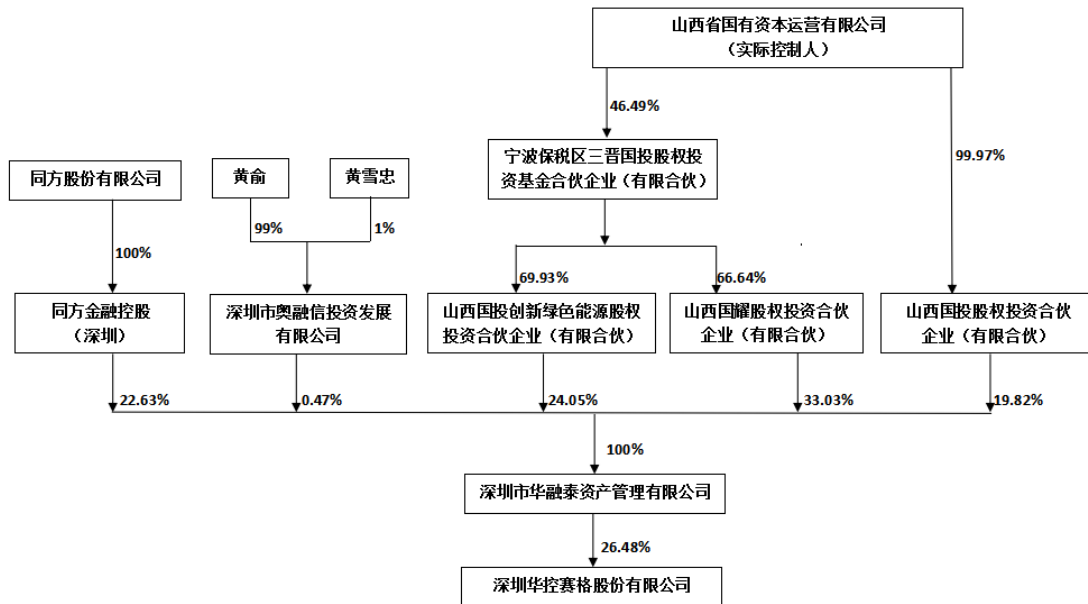 山西省国有资本运营有限公司
（实际控制人）
46.49%
宁波保税区三晋国投股权投
资基金合伙企业（有限合伙）
99.97%
同方股份有限公司
黄俞
黄雪忠
99%
1%
100%
69.93%
66.64%
同方金融控股
（深圳）
深圳市奥融信投资发展
有限公司
山西国投创新绿色能源股权
投资合伙企业（有限合伙）
山西国耀股权投资合伙
企业（有限合伙）
山西国投股权投资合伙
企业（有限合伙）
22.63%
0.47%
24.05%
33.03%
19.82%
100%
深圳市华融泰资产管理有限公司
26.48%
深圳华控赛格股份有限公司